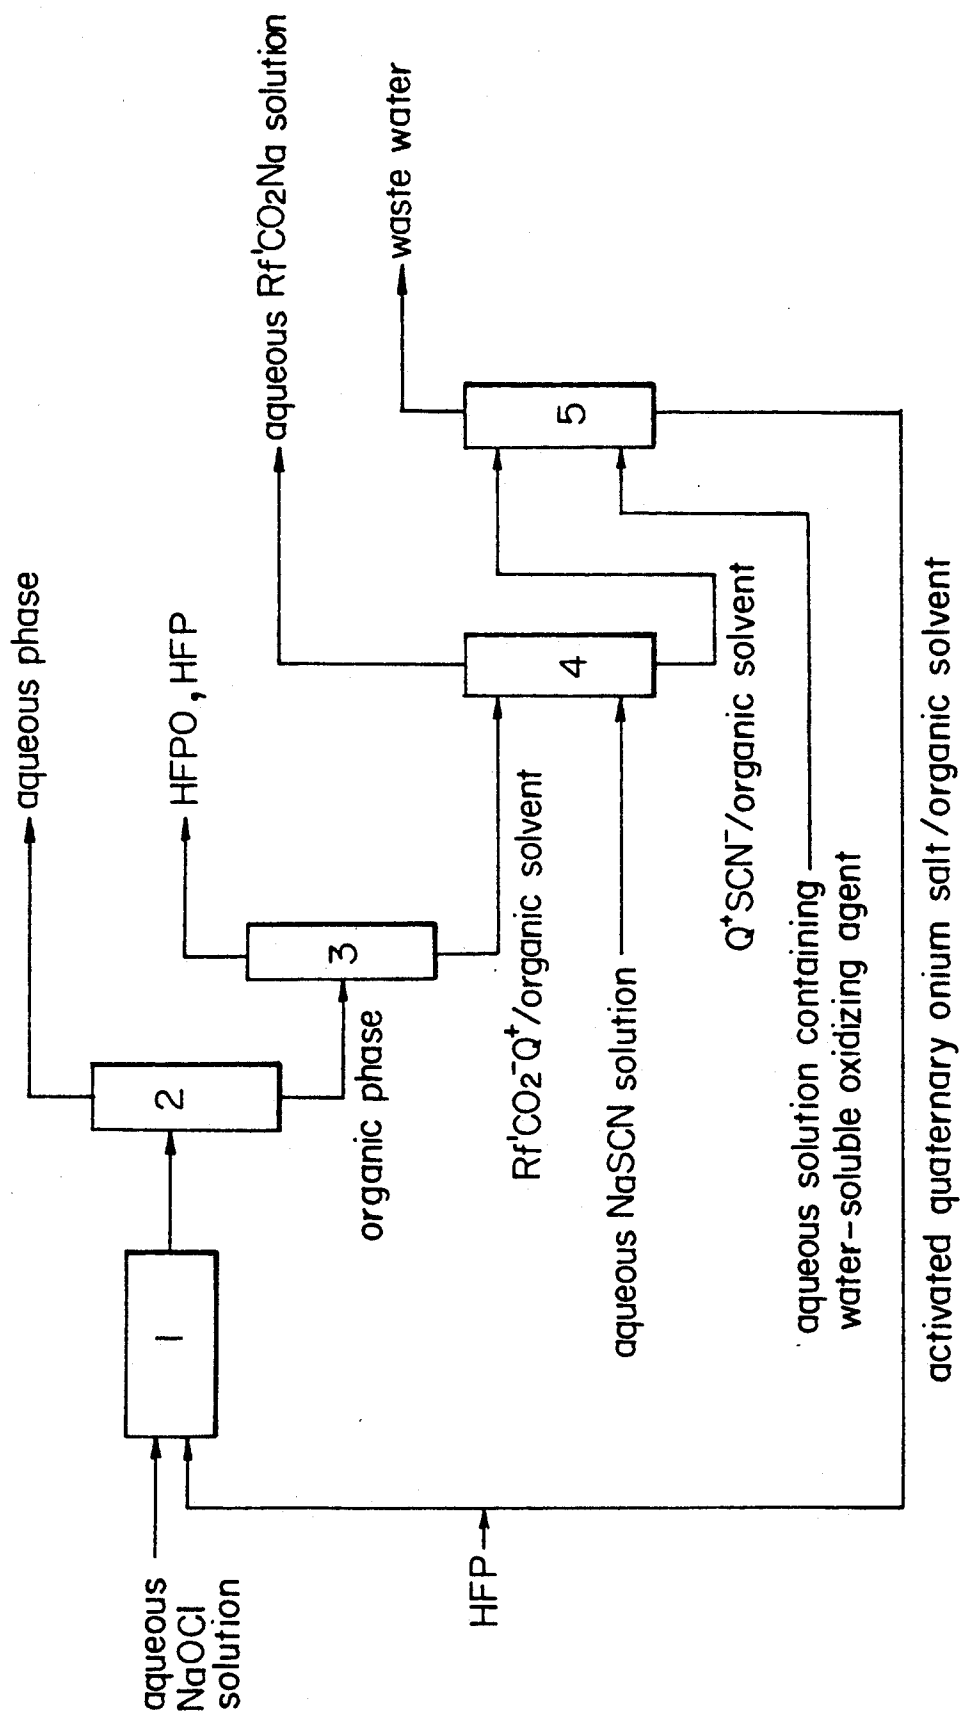 aqueous
NaOCl
solution
HFP
1
2
aqueous phase
organic phase
3
HFPO, HFP
Rf'CO2⁻Q⁺/organic solvent
aqueous NaSCN solution
4
aqueous Rf'CO2Na solution
Q⁺SCN⁻/organic solvent
aqueous solution containing
water-soluble oxidizing agent
5
waste water
activated quaternary onium salt/organic solvent